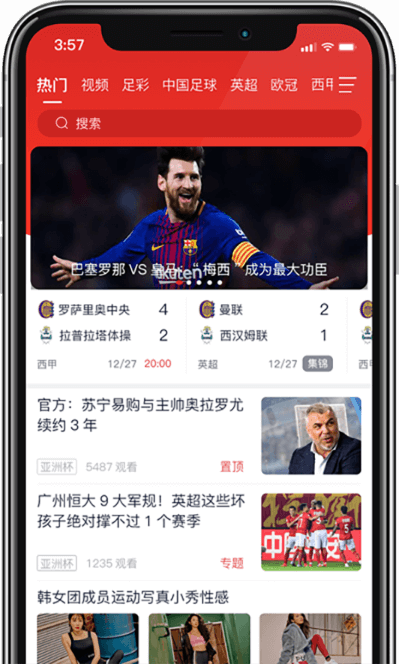 3:57
热门 视频 足彩 中国足球 英超 欧冠 西甲
搜索
rakuten
巴塞罗那 VS 皇马，“梅西”成为最大功臣
罗萨里奥中央 4
拉普拉塔体操 2
西甲 12/27 20:00
曼联 2
西汉姆联 1
英超 12/27 集锦
西甲
官方：苏宁易购与主帅奥拉罗尤
续约 3 年
亚洲杯 5487 观看 置顶
广州恒大 9 大军规！英超这些坏
孩子绝对撑不过 1 个赛季
亚洲杯 1235 观看 专题
韩女团成员运动写真小秀性感